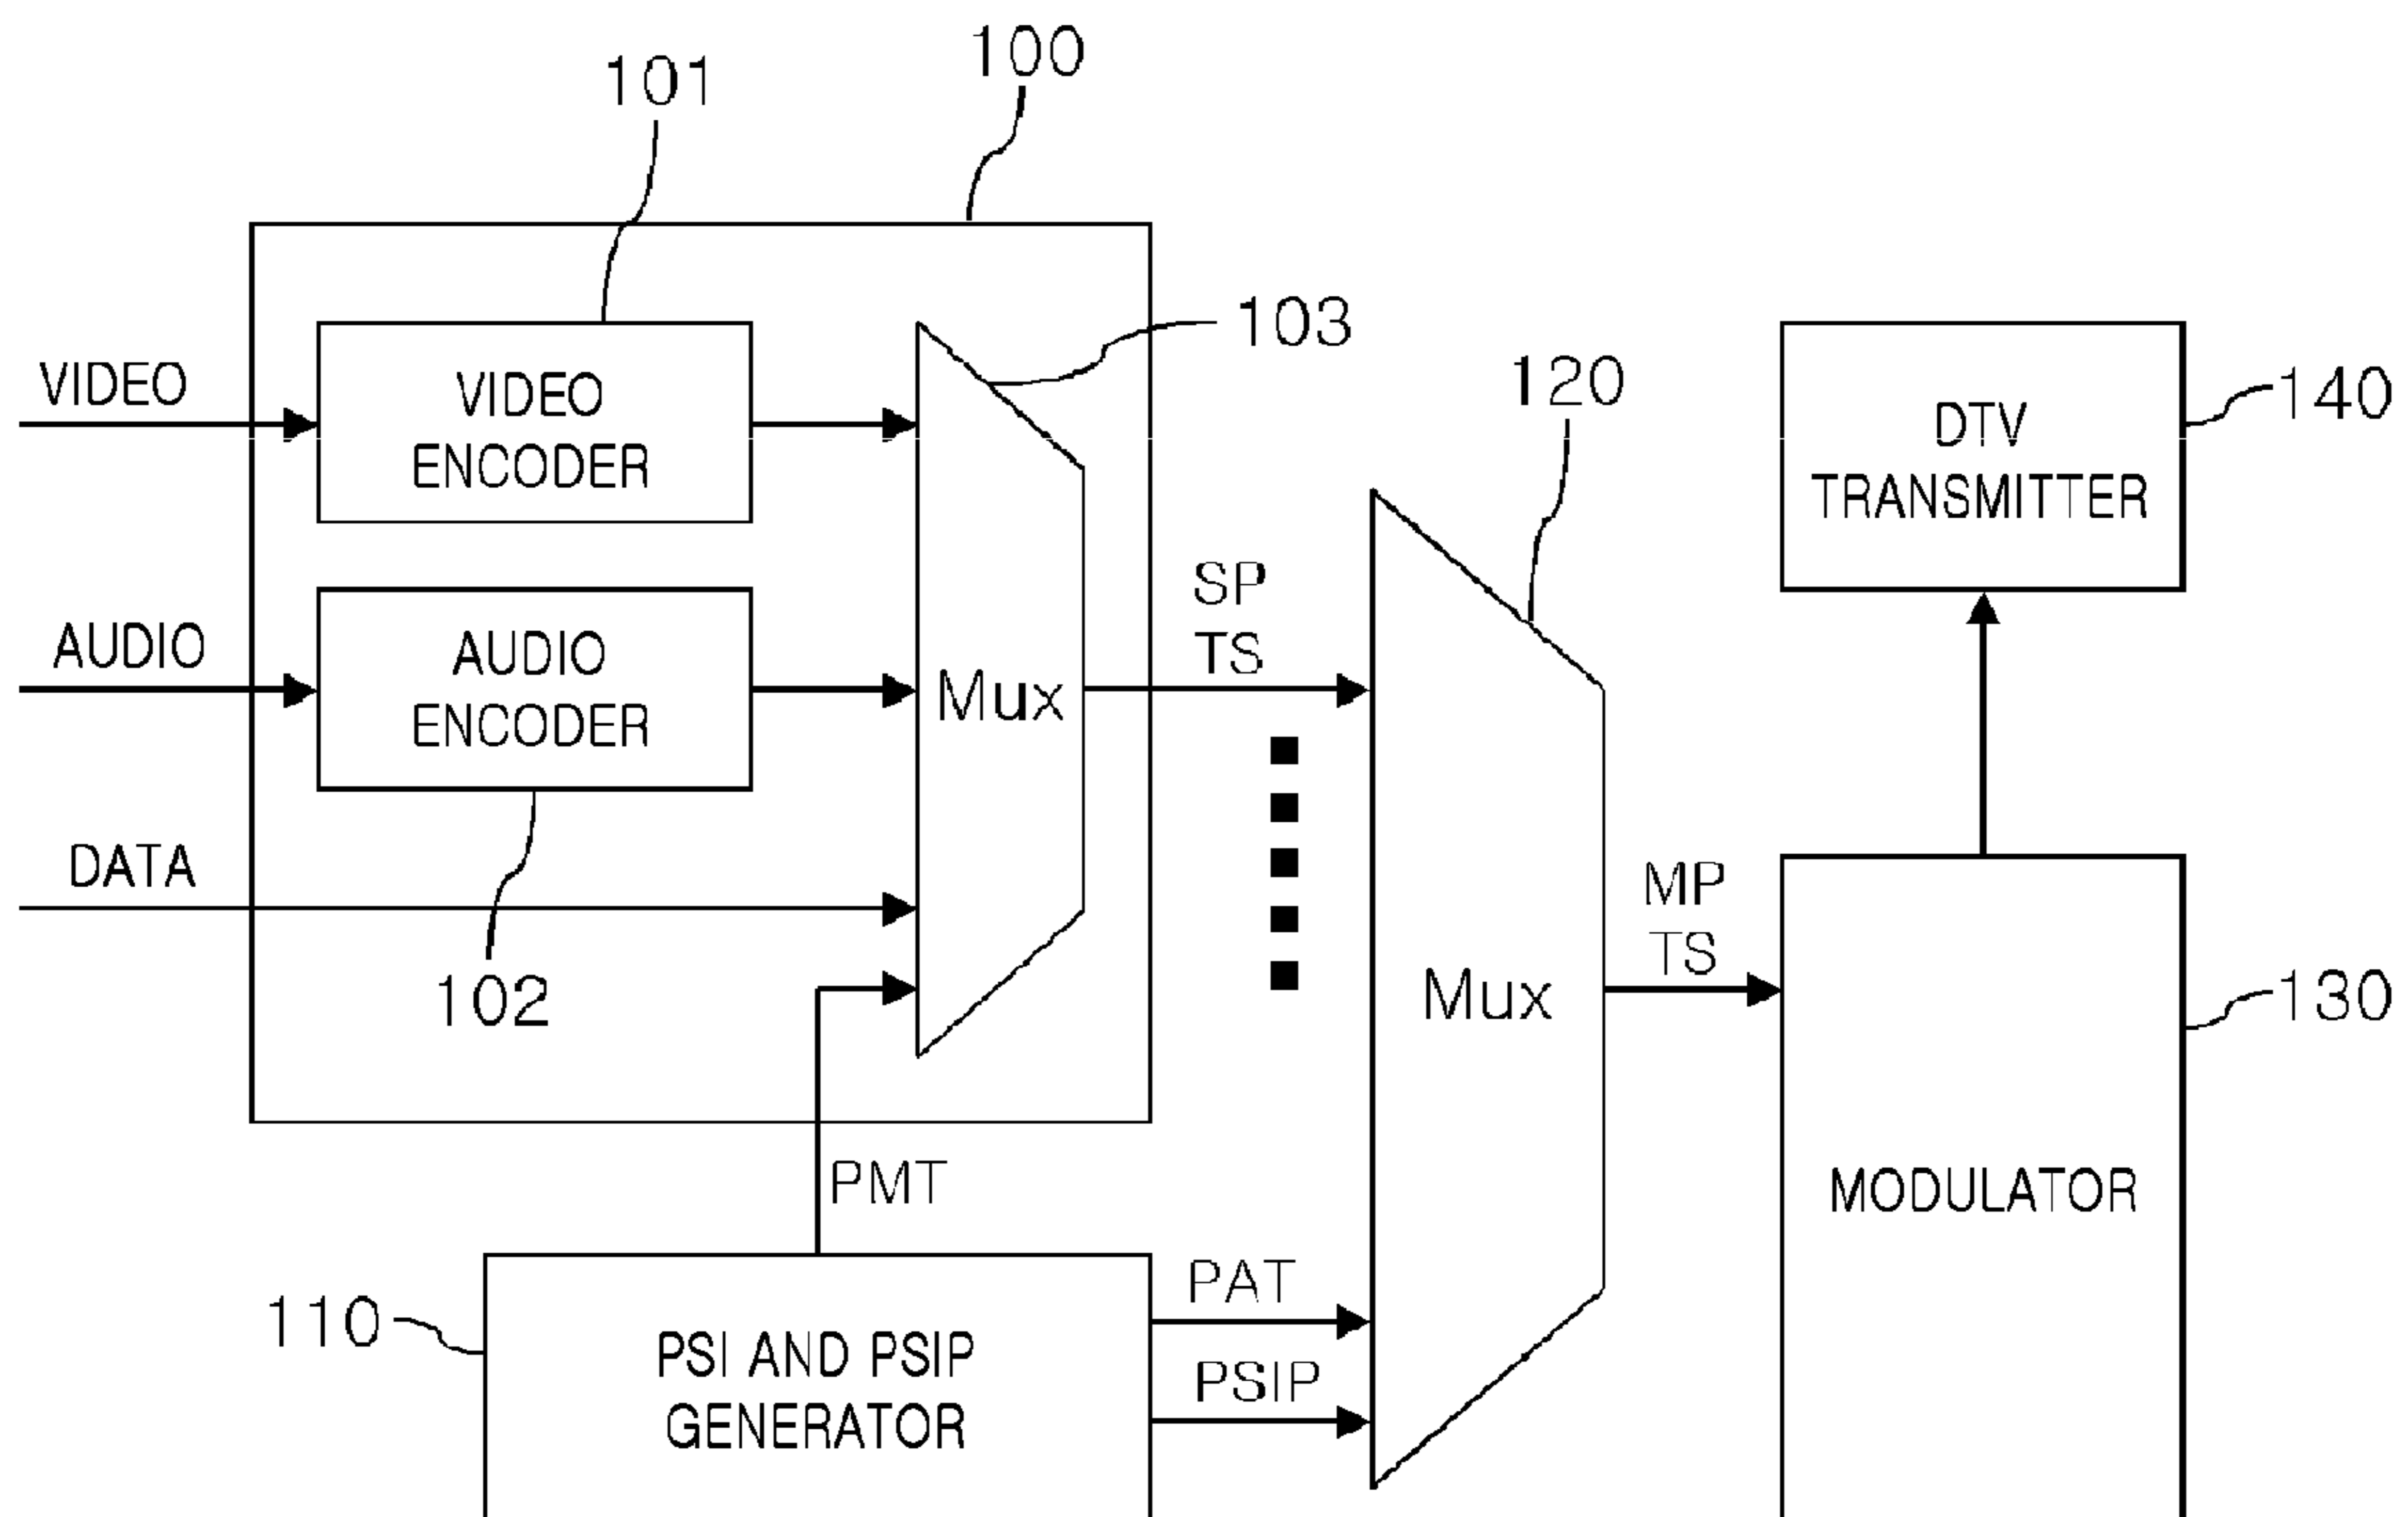 100
101
103
VIDEO
VIDEO
ENCODER
120
DTV
TRANSMITTER
140
AUDIO
AUDIO
ENCODER
Mux
SP
TS
DATA
102
Mux
MP
TS
130
MODULATOR
PMT
110
PSI AND PSIP
GENERATOR
PAT
PSIP